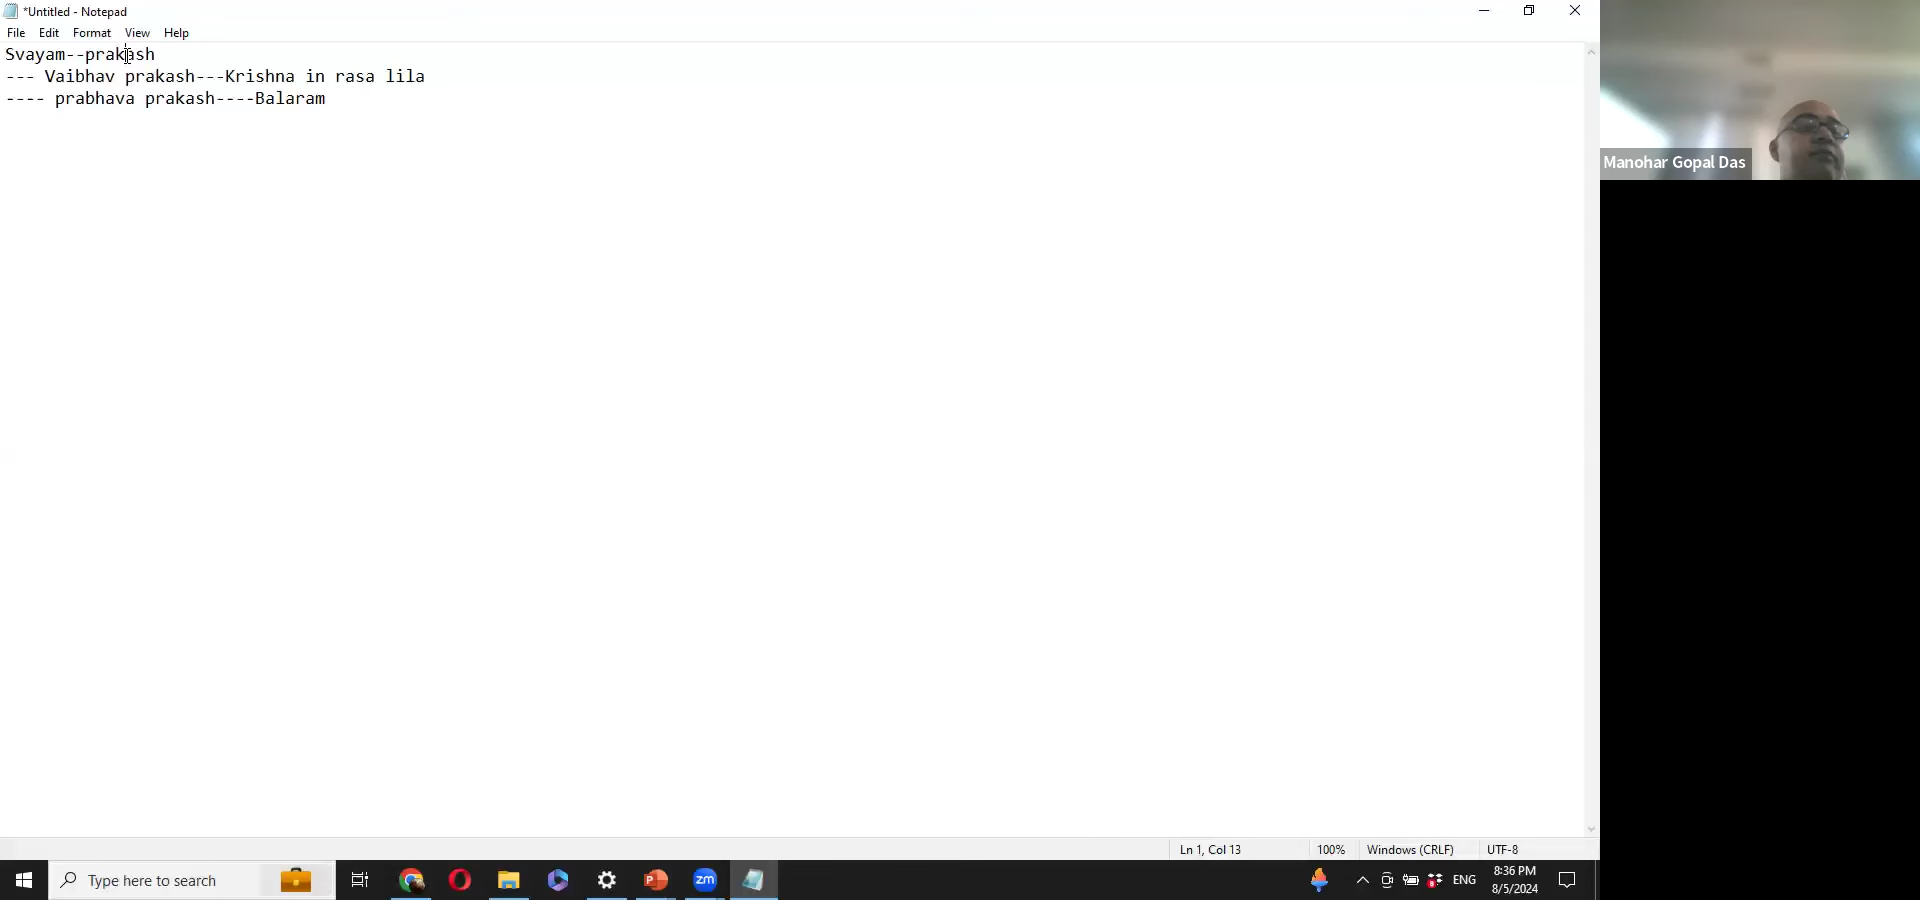 *Untitled - Notepad
File Edit Format View Help
Svayam--prakash
--- Vaibhav prakash---Krishna in rasa lila
---- prabhava prakash----Balaram
Manohar Gopal Das
Ln 1, Col 13 100% Windows (CRLF) UTF-8
Type here to search
zm
ENG
8:36 PM
8/5/2024